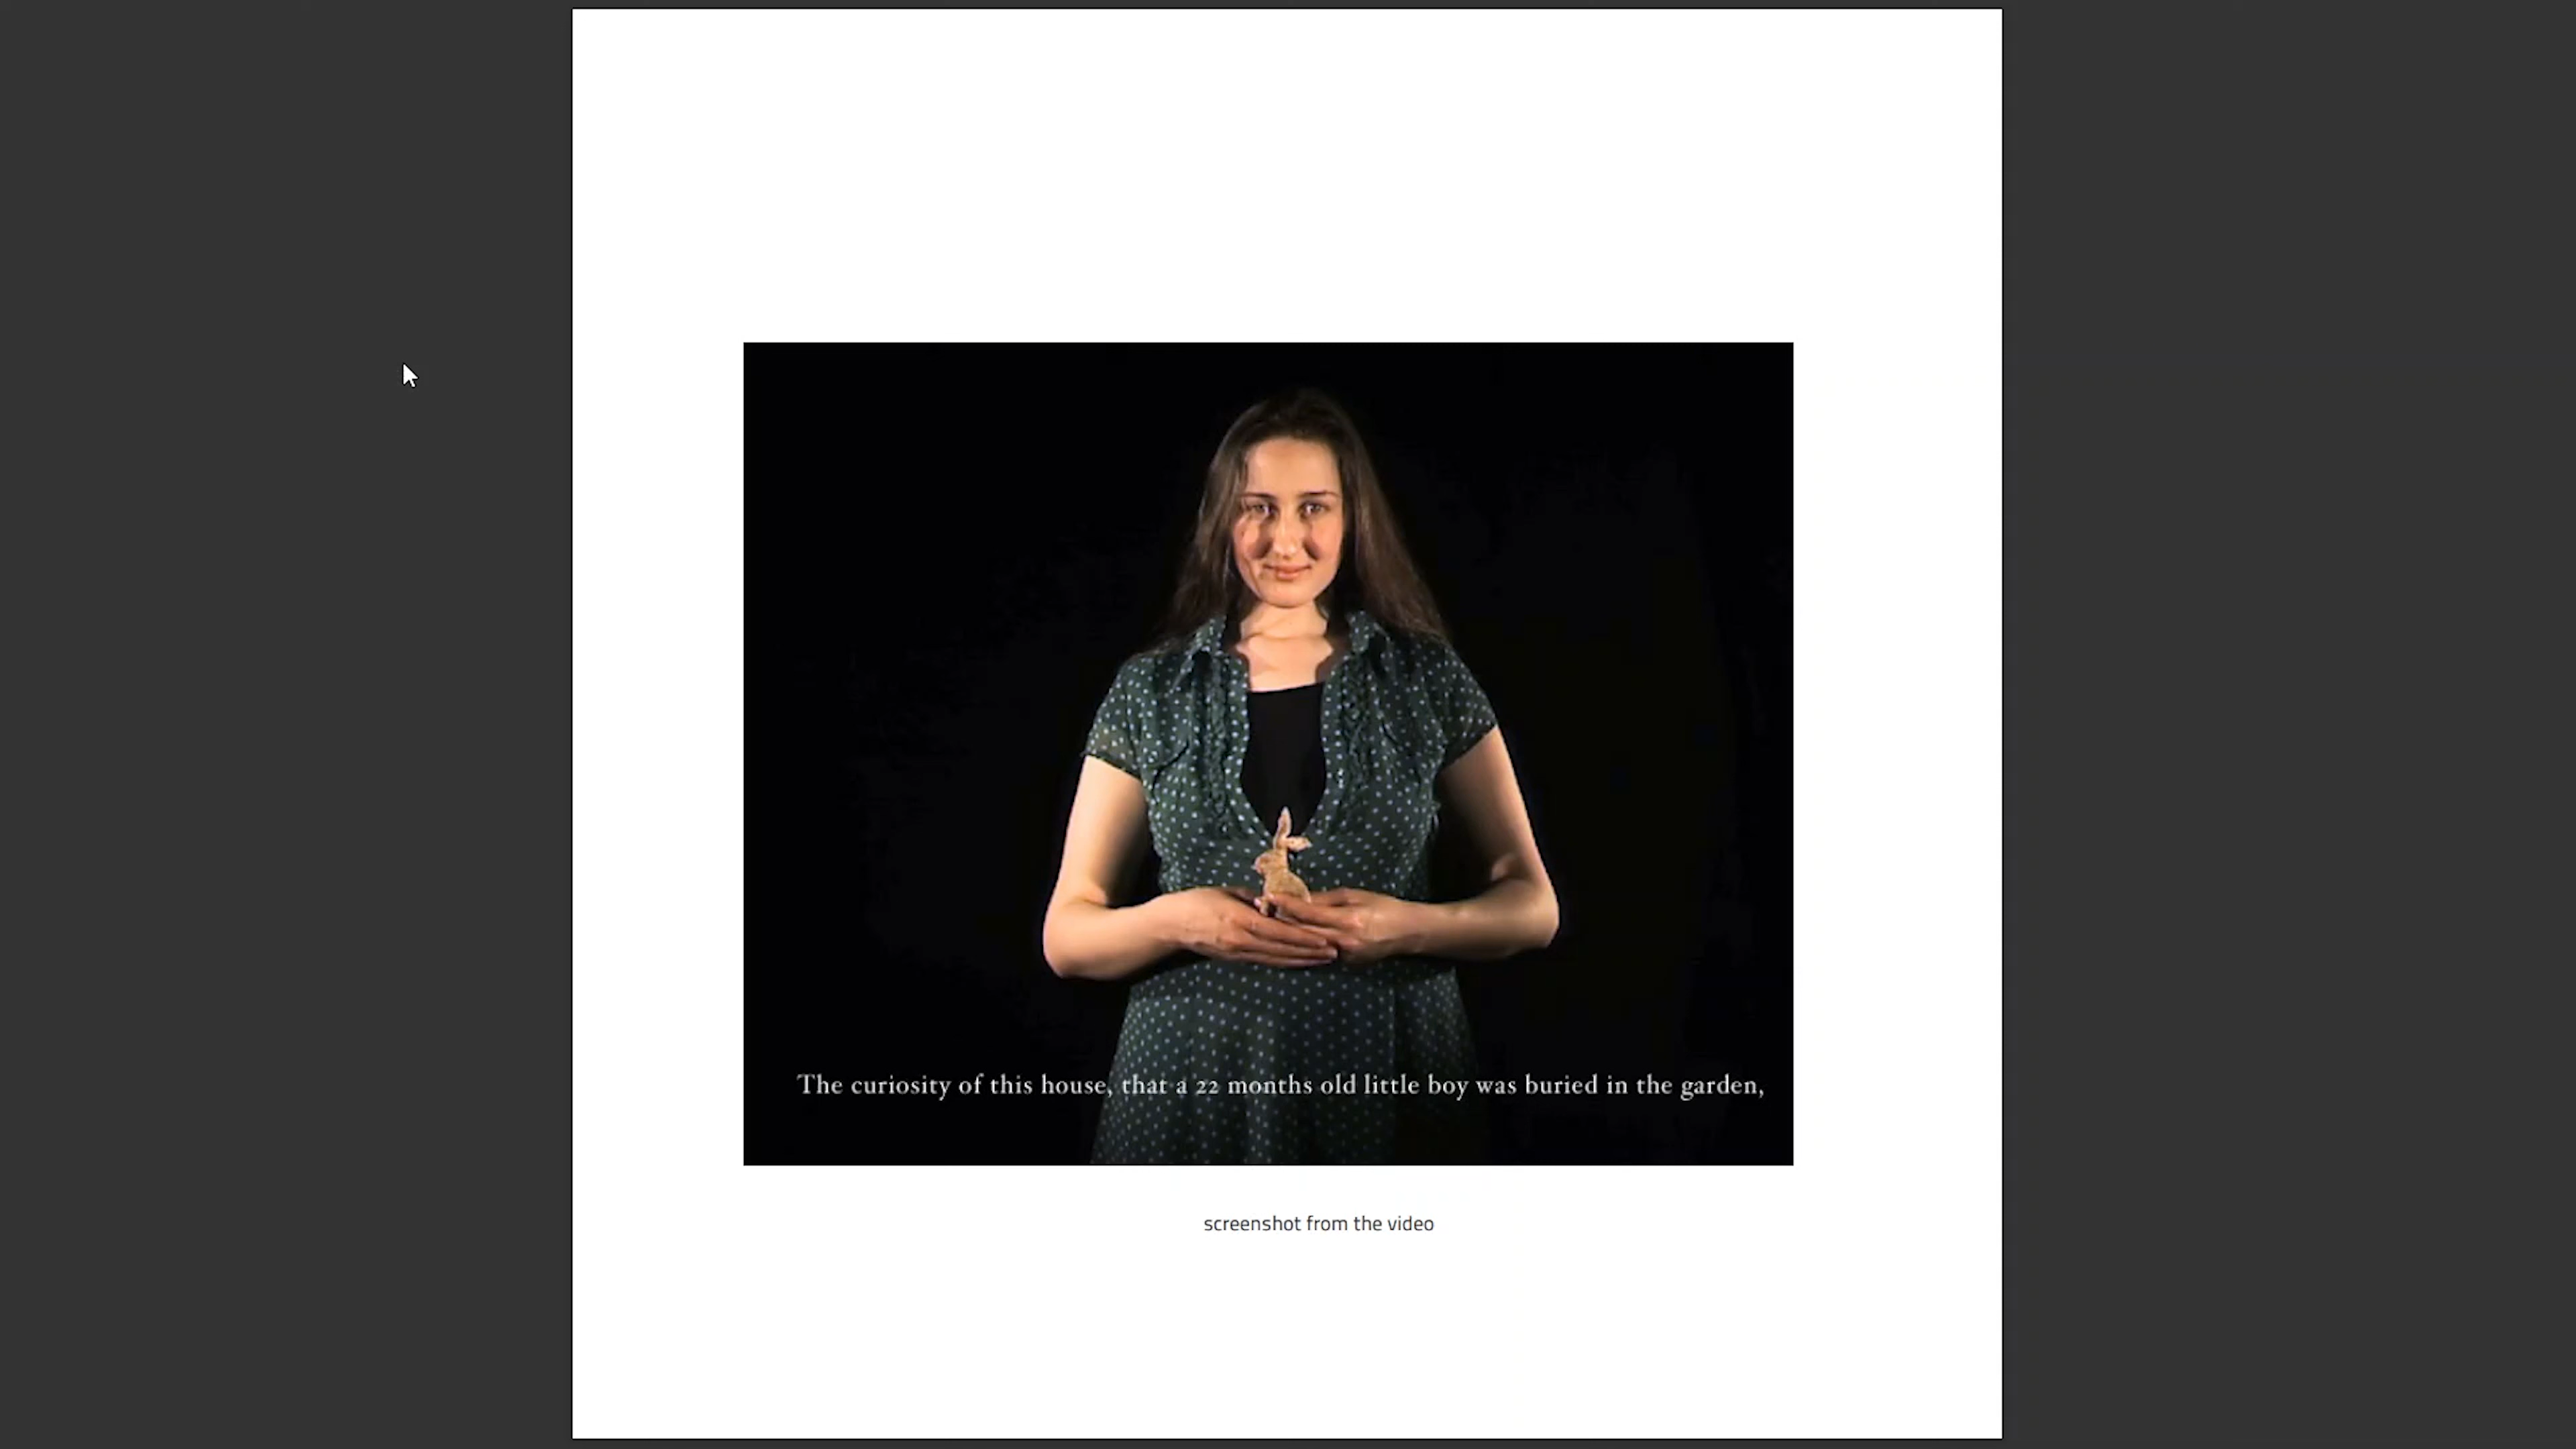 The curiosity of this house, that a 22 months old little boy was buried in the garden,
screenshot from the video